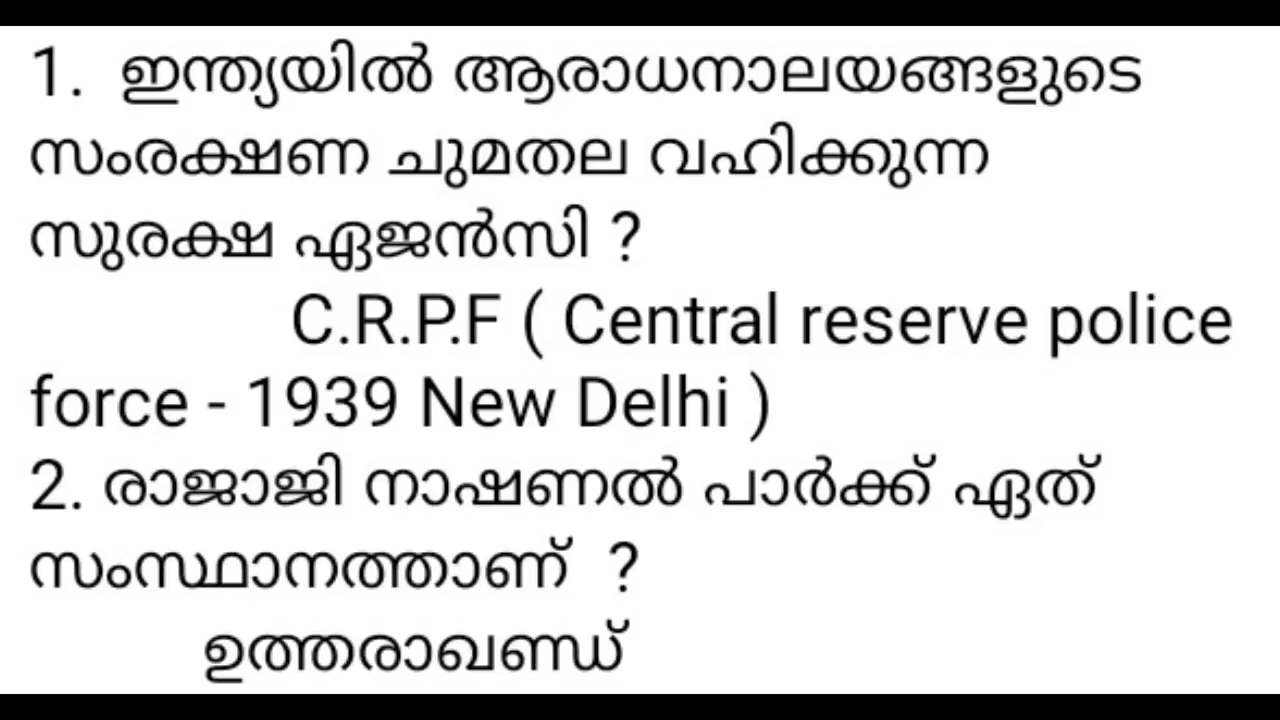 1. ഇന്ത്യയിൽ ആരാധനാലയങ്ങളുടെ
സംരക്ഷണ ചുമതല വഹിക്കുന്ന
സുരക്ഷ ഏജൻസി ?
C.R.P.F ( Central reserve police
force - 1939 New Delhi )
2. രാജാജി നാഷണൽ പാർക്ക് ഏത്
സംസ്ഥാനത്താണ് ?
ഉത്തരാഖണ്ഡ്